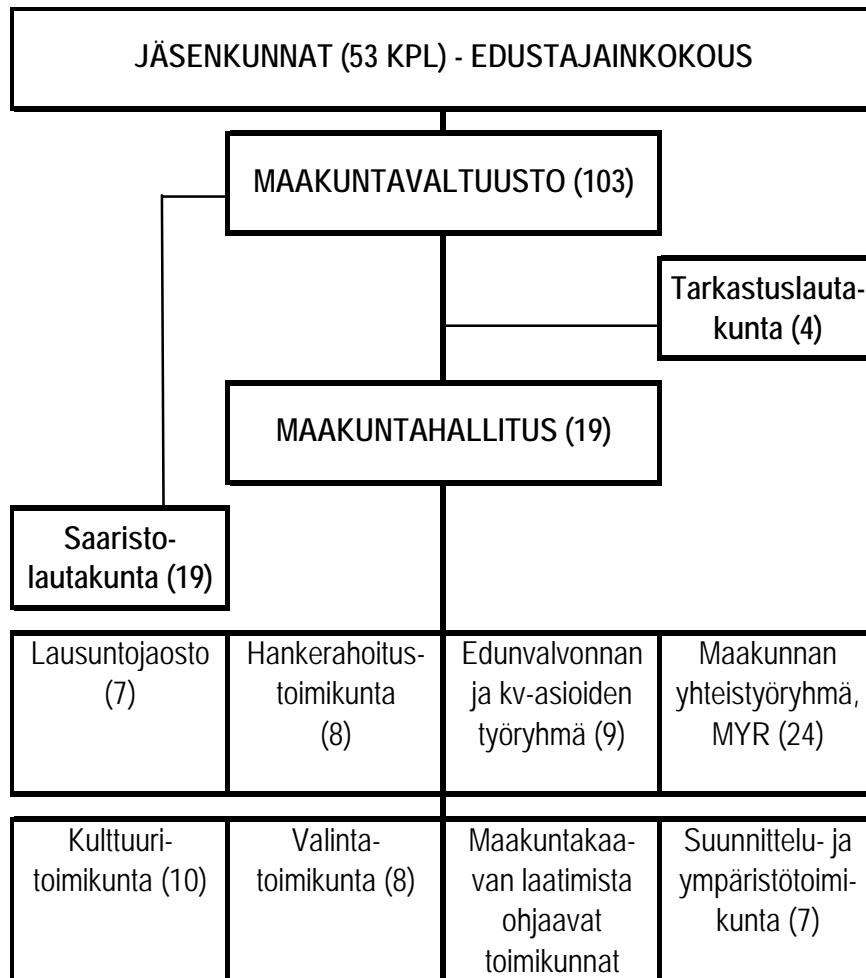 JÄSENKUNNAT (53 KPL) - EDUSTAJAINKOKOUS
MAAKUNTAVALTUUSTO (103)
Tarkastuslauta-
kunta (4)
MAAKUNTAHALLITUS (19)
Saaristo-
lautakunta (19)
Lausuntojaosto
(7)
Hankerahoitus-
toimikunta
(8)
Edunvalvonnan
ja kv-asioiden
työryhmä (9)
Maakunnan
yhteistyöryhmä,
MYR (24)
Kulttuuri-
toimikunta (10)
Valinta-
toimikunta (8)
Maakuntakaa-
van laatimista
ohjaavat
toimikunnat
Suunnittelu- ja
ympäristötoimi-
kunta (7)